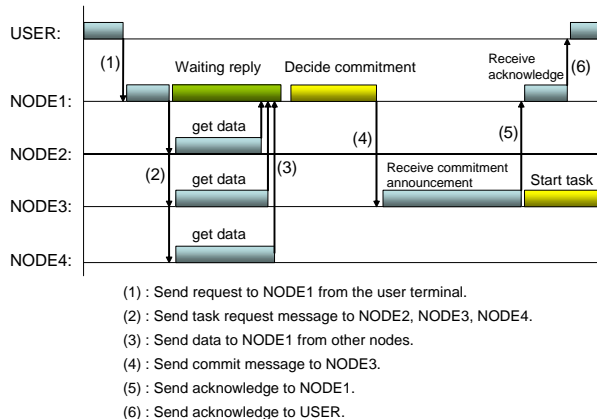 USER:
(1)
Waiting reply
Decide commitment
Receive
acknowledge
(6)
NODE1:
get data
(4)
(5)
NODE2:
(2)
get data
(3)
Receive commitment
announcement
Start task
NODE3:
get data
NODE4:
(1) : Send request to NODE1 from the user terminal.
(2) : Send task request message to NODE2, NODE3, NODE4.
(3) : Send data to NODE1 from other nodes.
(4) : Send commit message to NODE3.
(5) : Send acknowledge to NODE1.
(6) : Send acknowledge to USER.